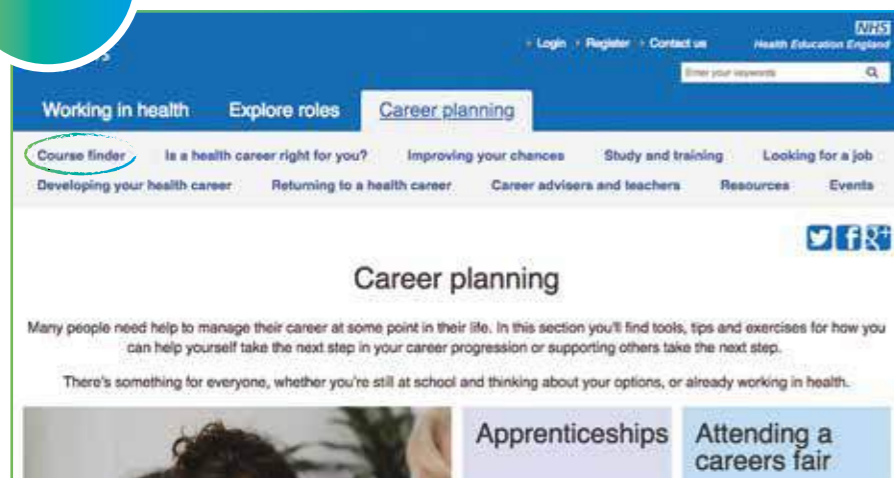 Login Register Contact us
NHS
Health Education England
Enter your keywords
Working in health Explore roles Career planning
Course finder Is a health career right for you? Improving your chances Study and training Looking for a job
Developing your health career Returning to a health career Career advisers and teachers Resources Events
Career planning
Many people need help to manage their career at some point in their life. In this section you'll find tools, tips and exercises for how you
can help yourself take the next step in your career progression or supporting others take the next step.
There's something for everyone, whether you're still at school and thinking about your options, or already working in health.
Apprenticeships
Attending a
careers fair